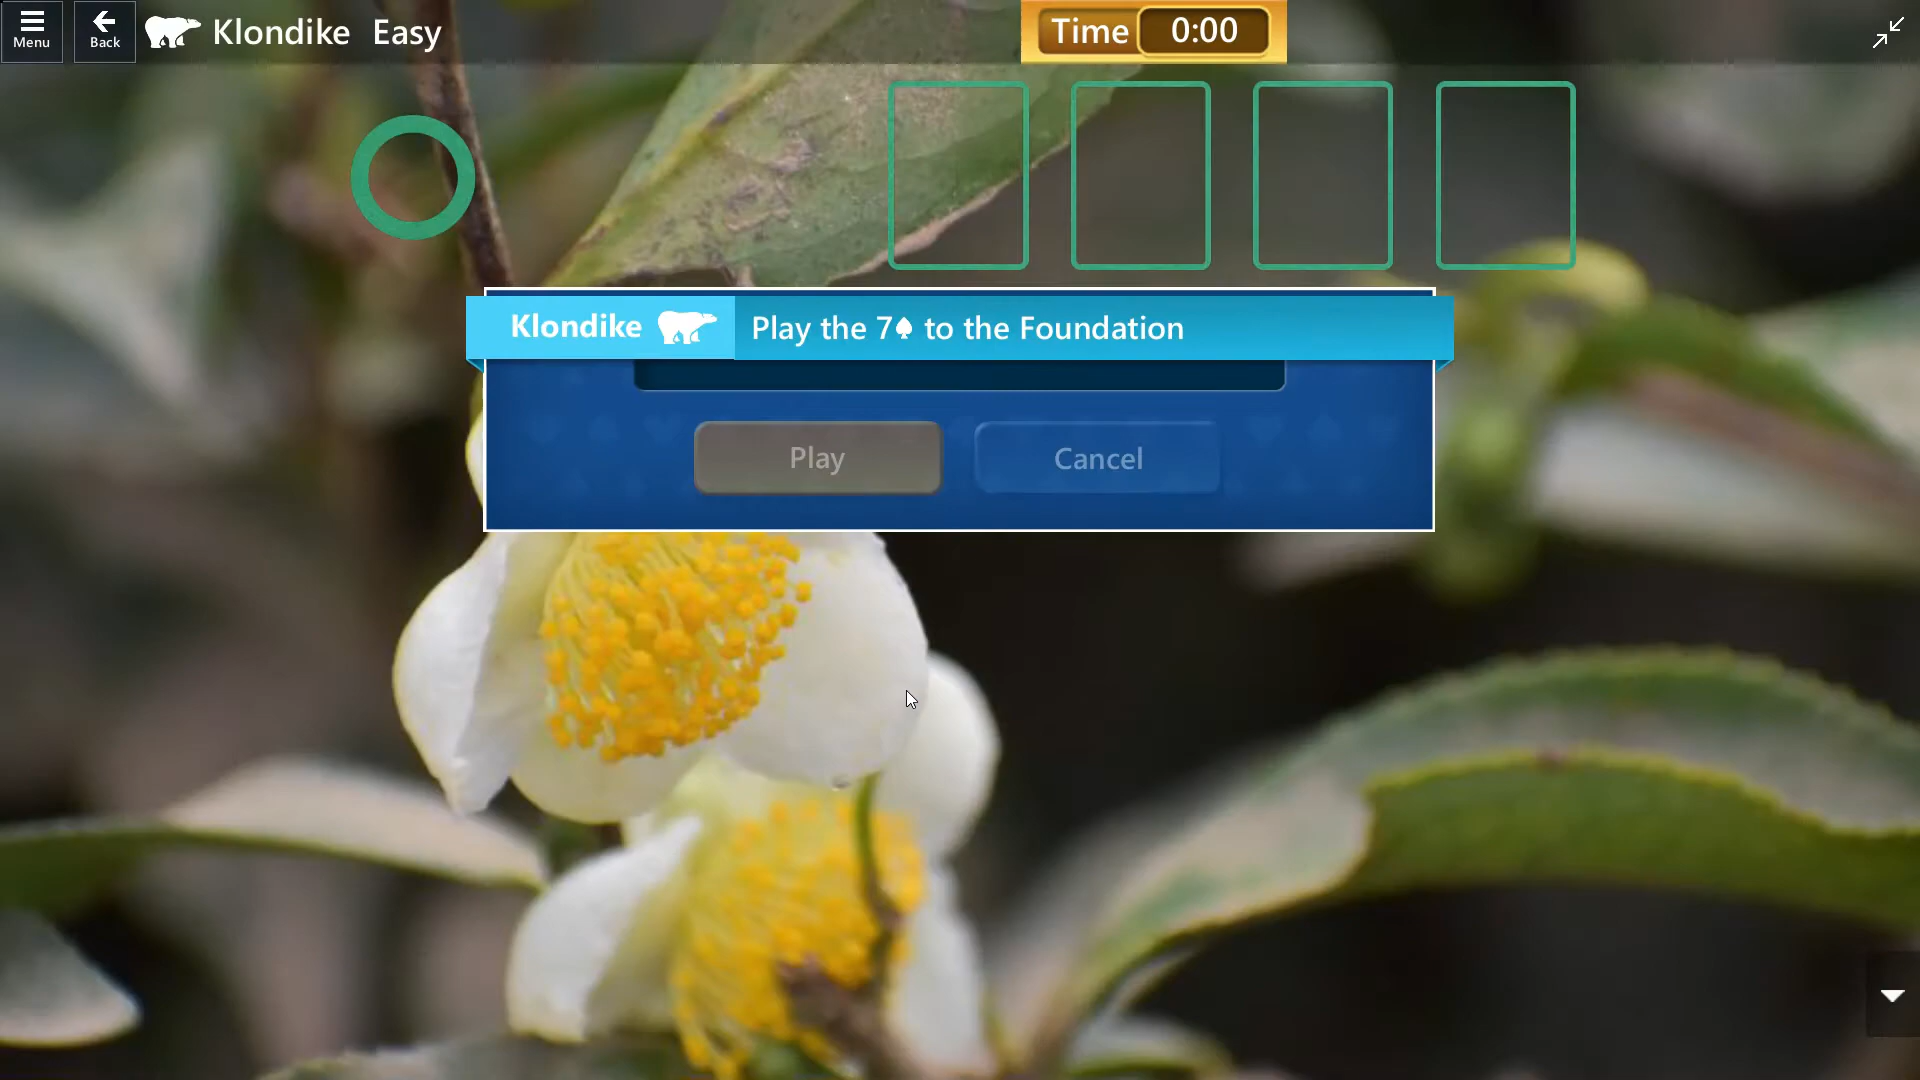 Menu
Back
Klondike Easy
Time 0:00
Klondike
Play the 7♠ to the Foundation
Play
Cancel